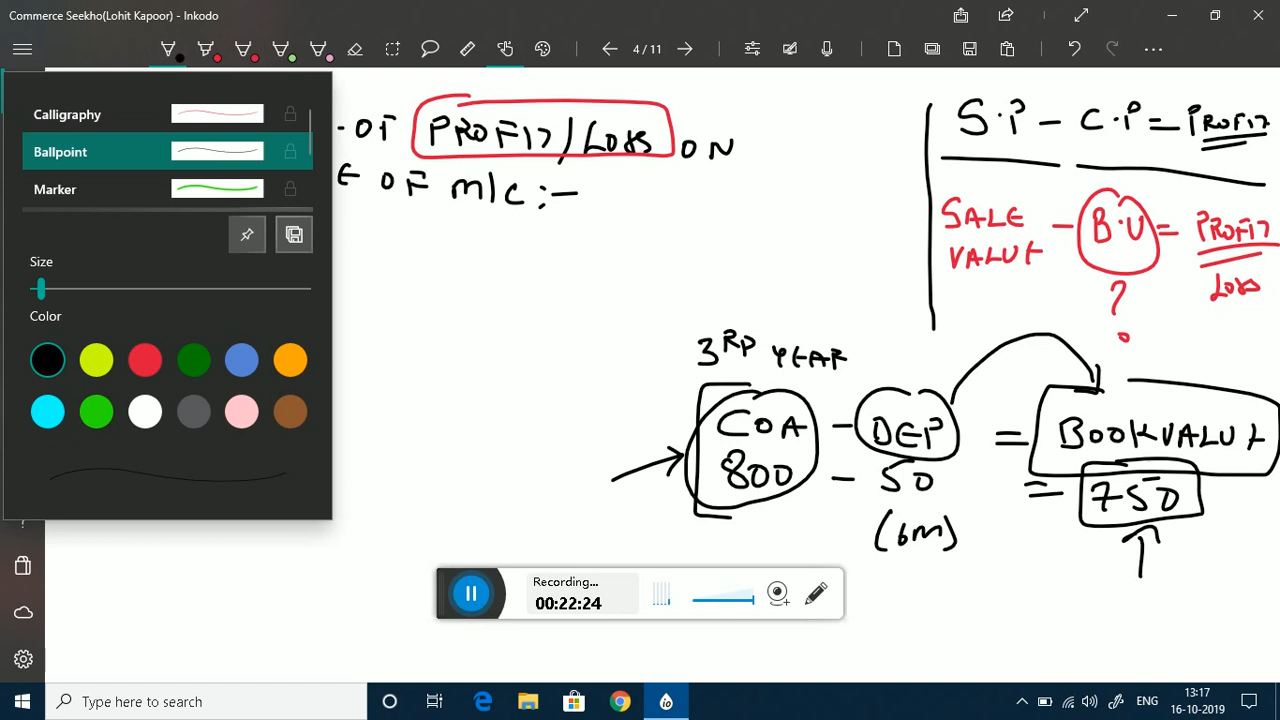 Commerce Seekho(Lohit Kapoor) - Inkodo
4/11
Calligraphy
Ballpoint
Marker
Size
Color
OF PROFIT/LOSS ON
OF M/C :-
S.P - C.P = PROFIT
SALE VALUE - B.V = PROFIT
LOSS
?
3RD YEAR
COA - DEP = BOOKVALUE
800 - 50 = 750
(6M)
Recording...
00:22:24
Type here to search
ENG
13:17
16-10-2019